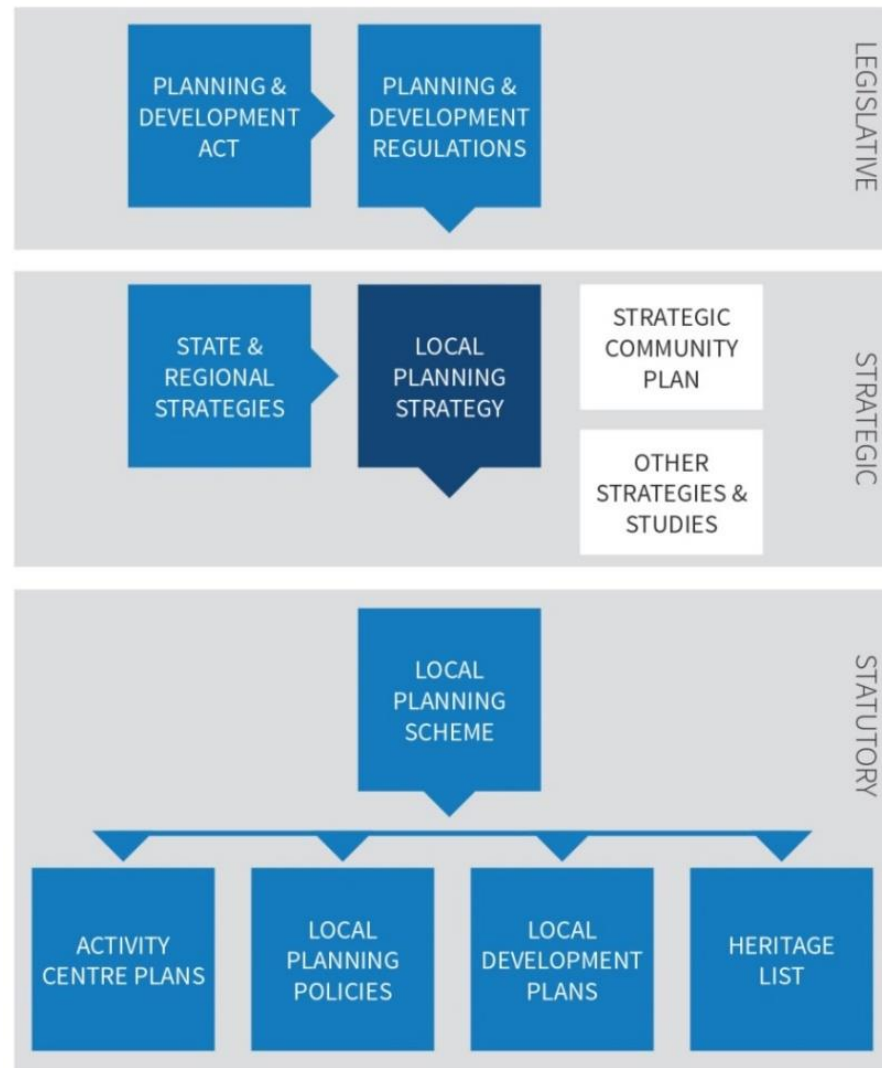 PLANNING &
DEVELOPMENT
ACT
PLANNING &
DEVELOPMENT
REGULATIONS
LEGISLATIVE
STATE &
REGIONAL
STRATEGIES
LOCAL
PLANNING
STRATEGY
STRATEGIC
COMMUNITY
PLAN
OTHER
STRATEGIES &
STUDIES
STRATEGIC
LOCAL
PLANNING
SCHEME
STATUTORY
ACTIVITY
CENTRE PLANS
LOCAL
PLANNING
POLICIES
LOCAL
DEVELOPMENT
PLANS
HERITAGE
LIST